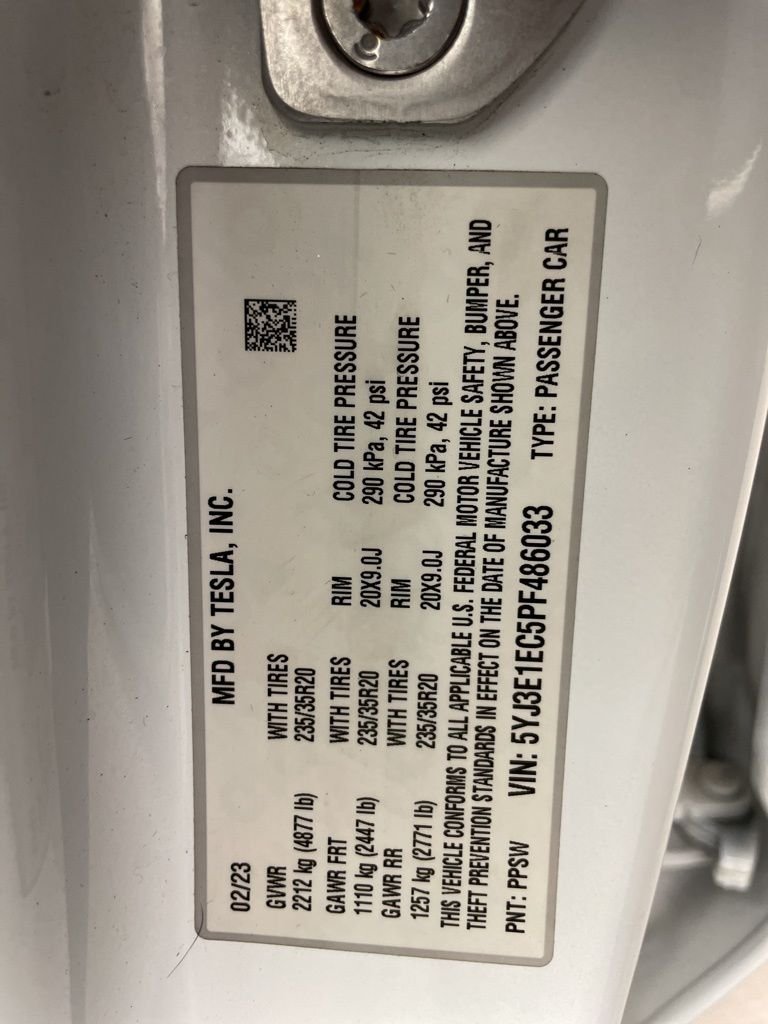 MFD BY TESLA, INC.
02/23
GVWR WITH TIRES
2212 kg (4877 lb) 235/35R20
GAWR FRT WITH TIRES RIM COLD TIRE PRESSURE
1110 kg (2447 lb) 235/35R20 20X9.0J 290 kPa, 42 psi
GAWR RR WITH TIRES RIM COLD TIRE PRESSURE
1257 kg (2771 lb) 235/35R20 20X9.0J 290 kPa, 42 psi
THIS VEHICLE CONFORMS TO ALL APPLICABLE U.S. FEDERAL MOTOR VEHICLE SAFETY, BUMPER, AND
THEFT PREVENTION STANDARDS IN EFFECT ON THE DATE OF MANUFACTURE SHOWN ABOVE.
PNT: PPSW VIN: 5YJ3E1EC5PF486033 TYPE: PASSENGER CAR